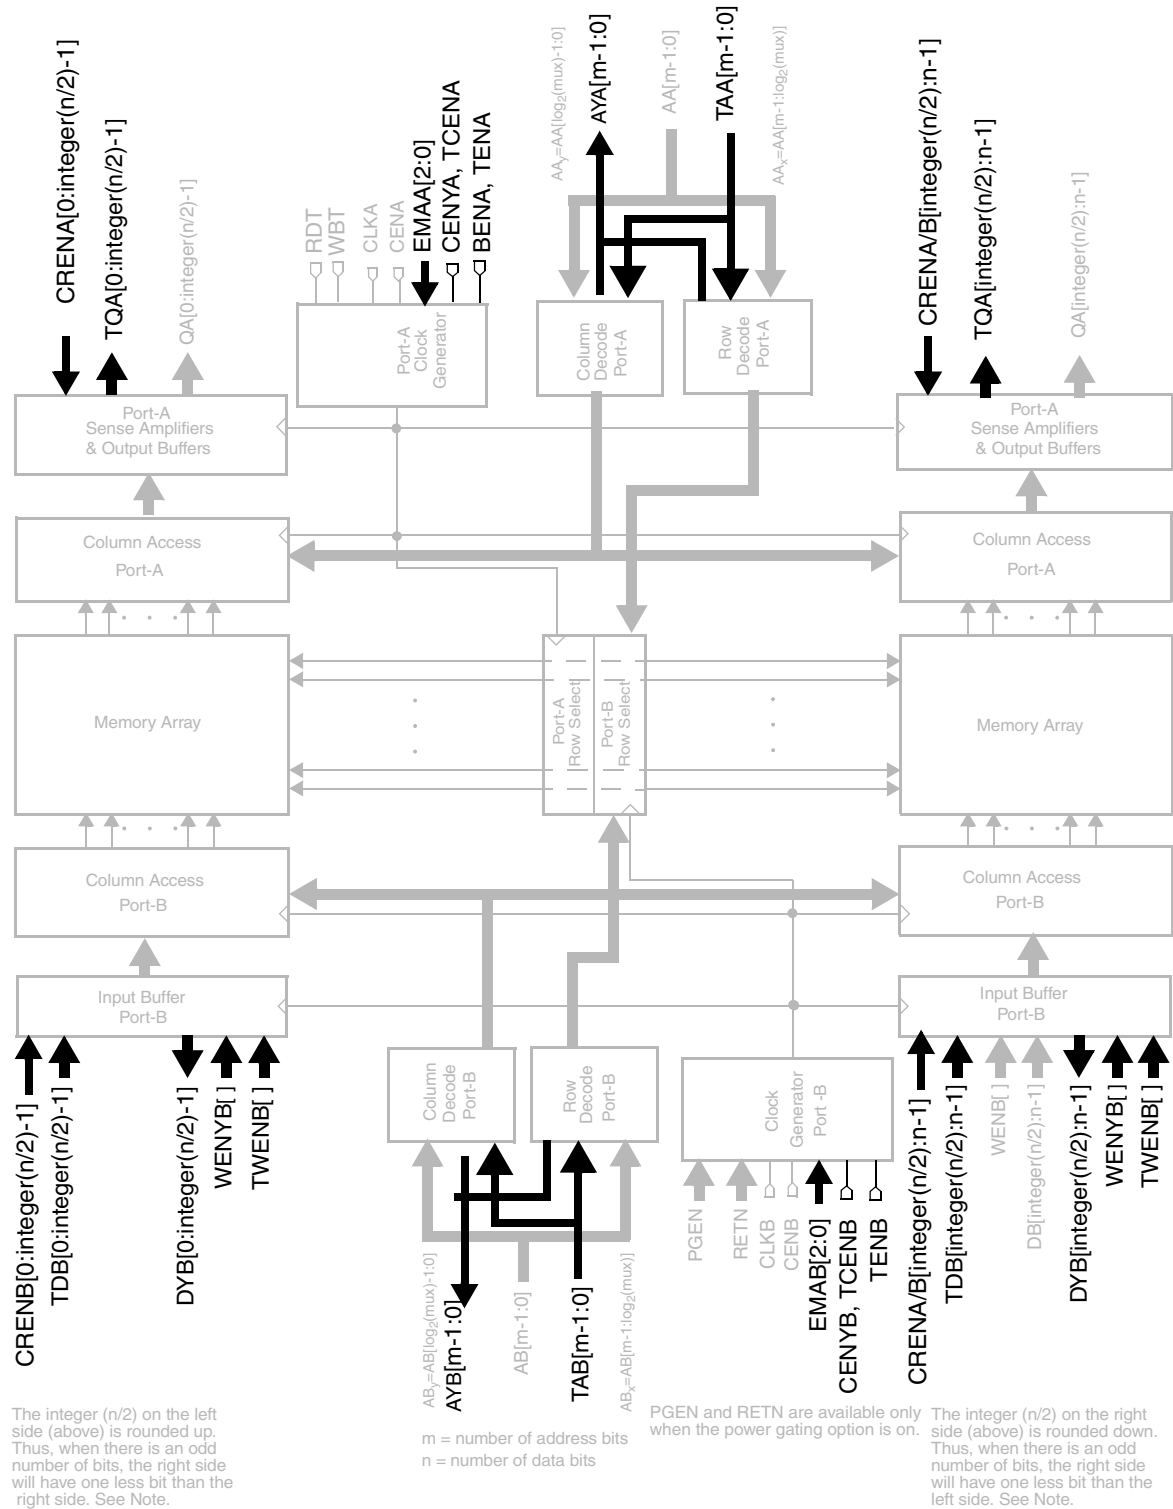 CRENA[0:integer(n/2)-1]
TQA[0:integer(n/2)-1]
QA[0:integer(n/2)-1]
RDT
WBT
CLKA
CENA
EMAA[2:0]
CENYA, TCENA
BENA, TENA
AAy=AA[log2(mux)-1:0]
AYA[m-1:0]
AA[m-1:0]
TAA[m-1:0]
AAx=AA[m-1:log2(mux)]
CRENA/B[integer(n/2):n-1]
TQA[integer(n/2):n-1]
QA[integer(n/2):n-1]
Port-A
Clock
Generator
Column
Decode
Port-A
Row
Decode
Port-A
Port-A
Sense Amplifiers
& Output Buffers
Port-A
Sense Amplifiers
& Output Buffers
Column Access
Port-A
Column Access
Port-A
Memory Array
Port-A
Row Select
Port-B
Row Select
Memory Array
Column Access
Port-B
Column Access
Port-B
Input Buffer
Port-B
Input Buffer
Port-B
Column
Decode
Port-B
Row
Decode
Port-B
Clock
Generator
Port -B
CRENB[0:integer(n/2)-1]
TDB[0:integer(n/2)-1]
DYB[0:integer(n/2)-1]
WENYB[ ]
TWENB[ ]
ABy=AB[log2(mux)-1:0]
AYB[m-1:0]
AB[m-1:0]
TAB[m-1:0]
ABx=AB[m-1:log2(mux)]
PGEN
RETN
CLKB
CENB
EMAB[2:0]
CENYB, TCENB
TENB
CRENA/B[integer(n/2):n-1]
TDB[integer(n/2):n-1]
WENB[ ]
DB[integer(n/2):n-1]
DYB[integer(n/2):n-1]
WENYB[ ]
TWENB[ ]
The integer (n/2) on the left
side (above) is rounded up.
Thus, when there is an odd
number of bits, the right side
will have one less bit than the
right side. See Note.
m = number of address bits
n = number of data bits
PGEN and RETN are available only
when the power gating option is on.
The integer (n/2) on the right
side (above) is rounded down.
Thus, when there is an odd
number of bits, the right side
will have one less bit than the
left side. See Note.